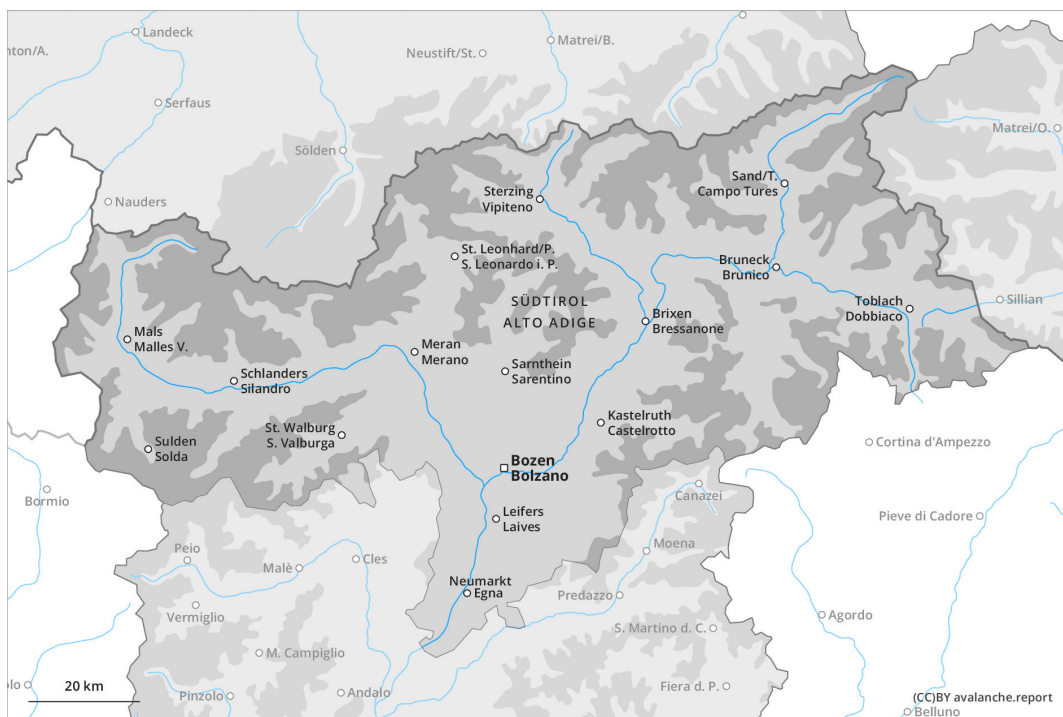 Landeck
Matrei/B.
nton/A.
Neustift/St.
Serfaus
Matrei/O.
Sölden
Sand/T.
Campo Tures
Sterzing
Vipiteno
Nauders
St. Leonhard/P.
S. Leonardo i. P.
Bruneck
Brunico
SÜDTIROL
ALTO ADIGE
Toblach
Dobbiaco
Sillian
Brixen
Bressanone
Mals
Malles V.
Meran
Merano
Schlanders
Silandro
Sarnthein
Sarentino
Kastelruth
Castelrotto
St. Walburg
S. Valburga
Sulden
Solda
Cortina d'Ampezzo
Bozen
Bolzano
Canazei
Bormio
Leifers
Laives
Pieve di Cadore
Peio
Moena
Malè
Cles
Neumarkt
Egna
Predazzo
Vermiglio
Agordo
S. Martino d. C.
M. Campiglio
olo
20 km
Pinzolo
Andalo
Fiera d. P.
(CC)BY avalanche.report
Belluno